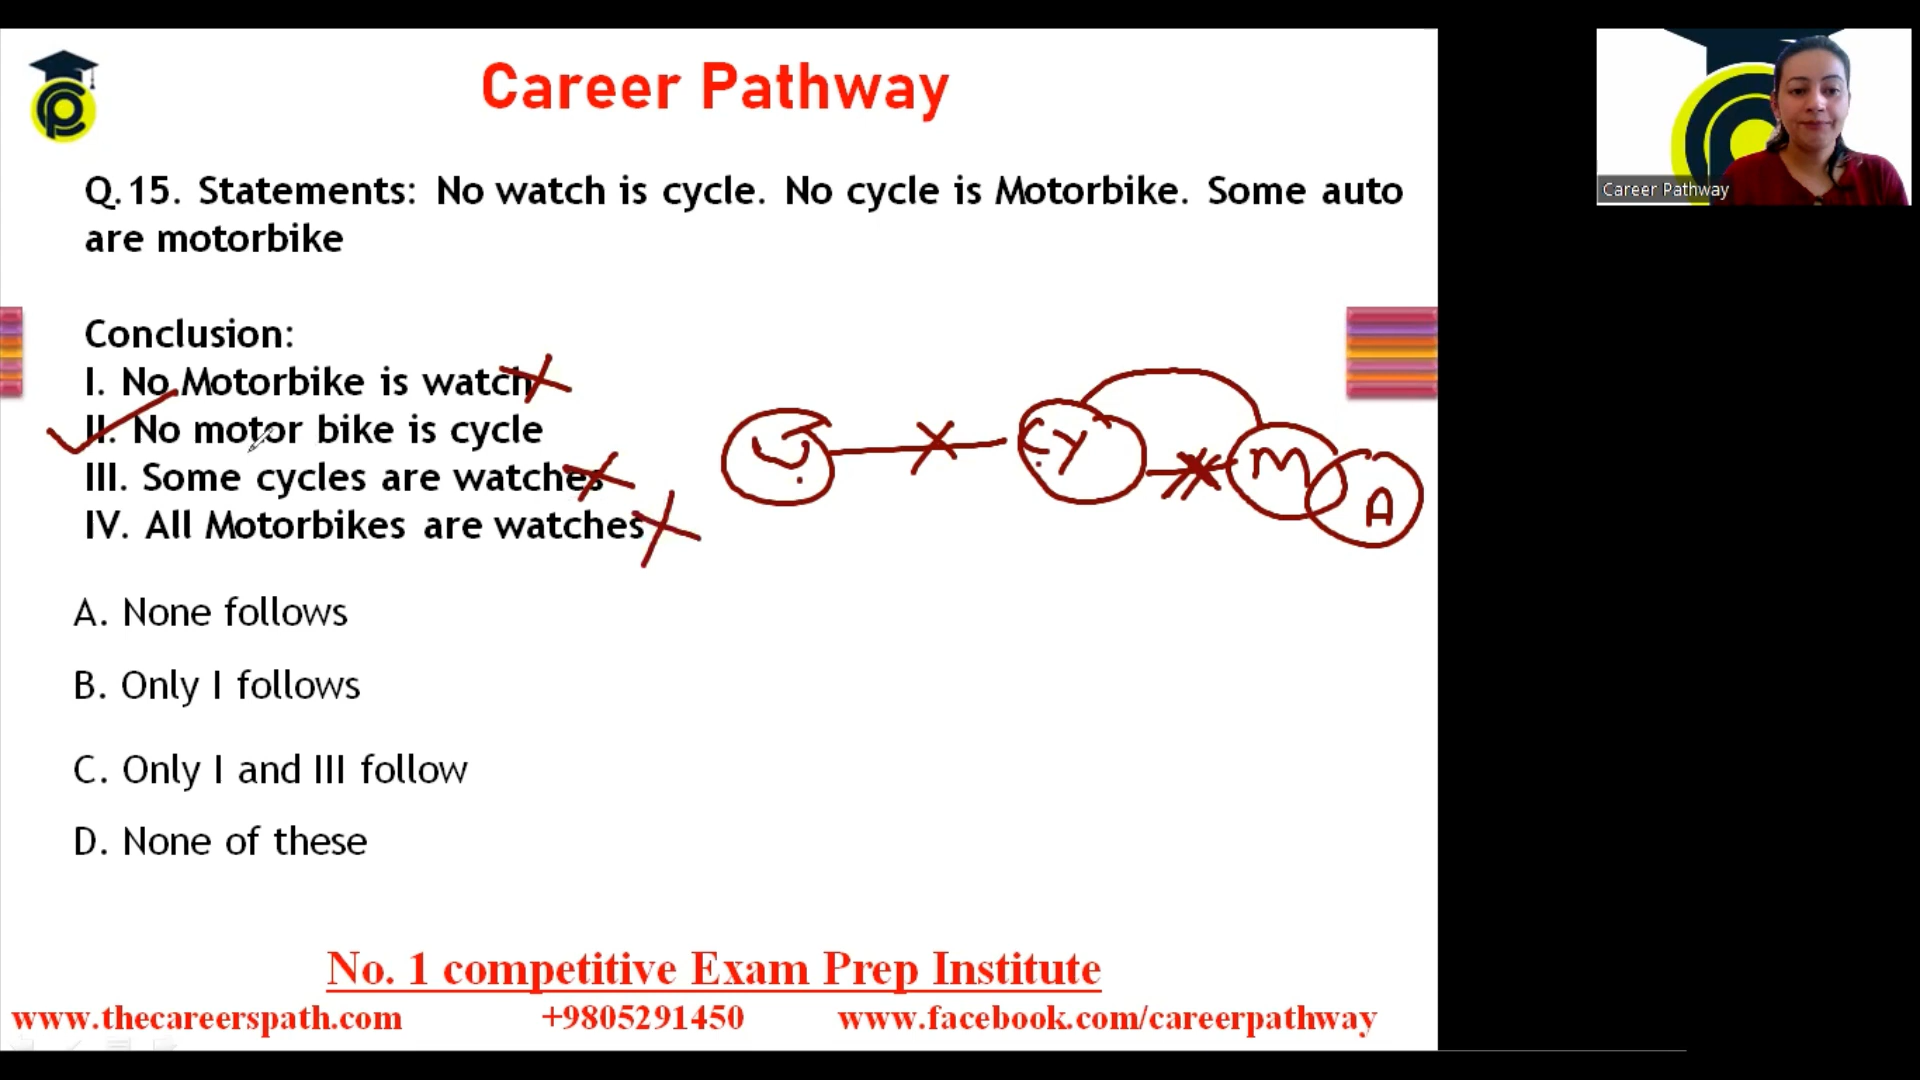 Career Pathway
Career Pathway
Q.15. Statements: No watch is cycle. No cycle is Motorbike. Some auto
are motorbike
Conclusion:
I. No Motorbike is watch
II. No motor bike is cycle
III. Some cycles are watches
IV. All Motorbikes are watches
W
Cy
M
A
A. None follows
B. Only I follows
C. Only I and III follow
D. None of these
No. 1 competitive Exam Prep Institute
www.thecareerspath.com +9805291450 www.facebook.com/careerpathway